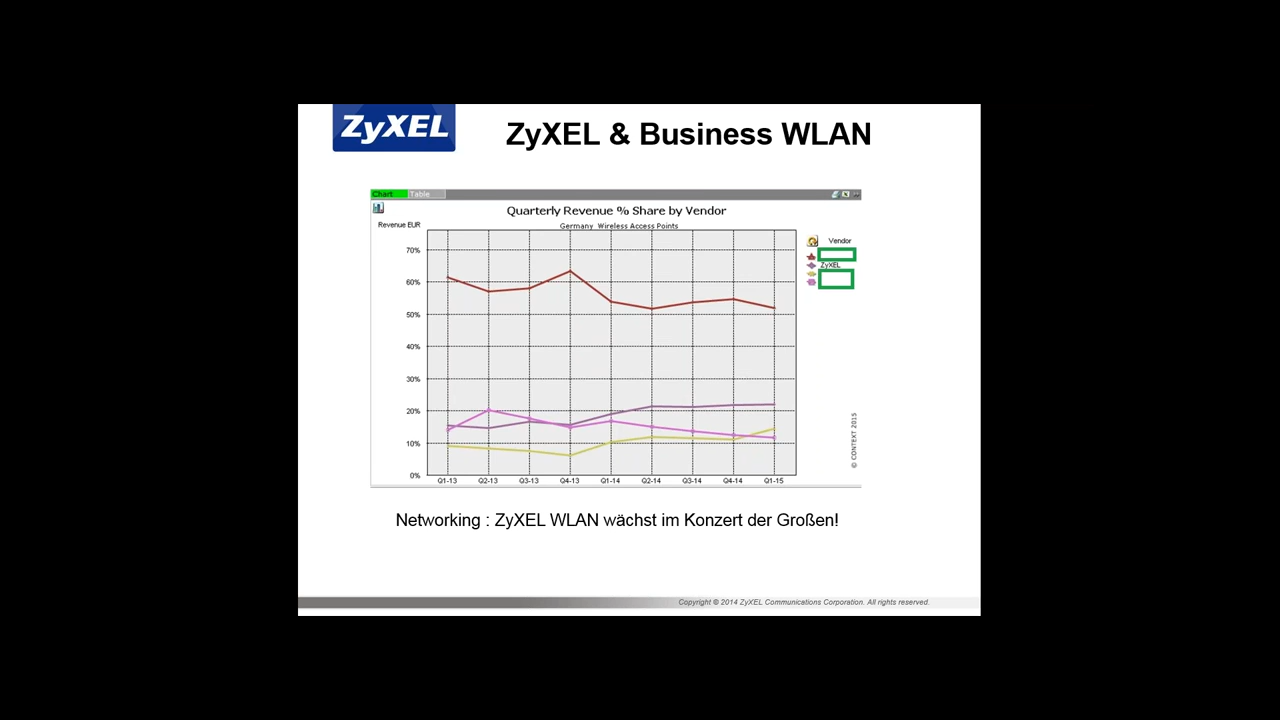 ZyXEL
ZyXEL & Business WLAN
Chart
Table
Quarterly Revenue % Share by Vendor
Revenue EUR
Germany Wireless Access Points
Vendor
ZyXEL
70%
60%
50%
40%
30%
20%
10%
0%
Q1-13 Q2-13 Q3-13 Q4-13 Q1-14 Q2-14 Q3-14 Q4-14 Q1-15
© CONTEXT 2015
Networking : ZyXEL WLAN wächst im Konzert der Großen!
Copyright © 2014 ZyXEL Communications Corporation. All rights reserved.